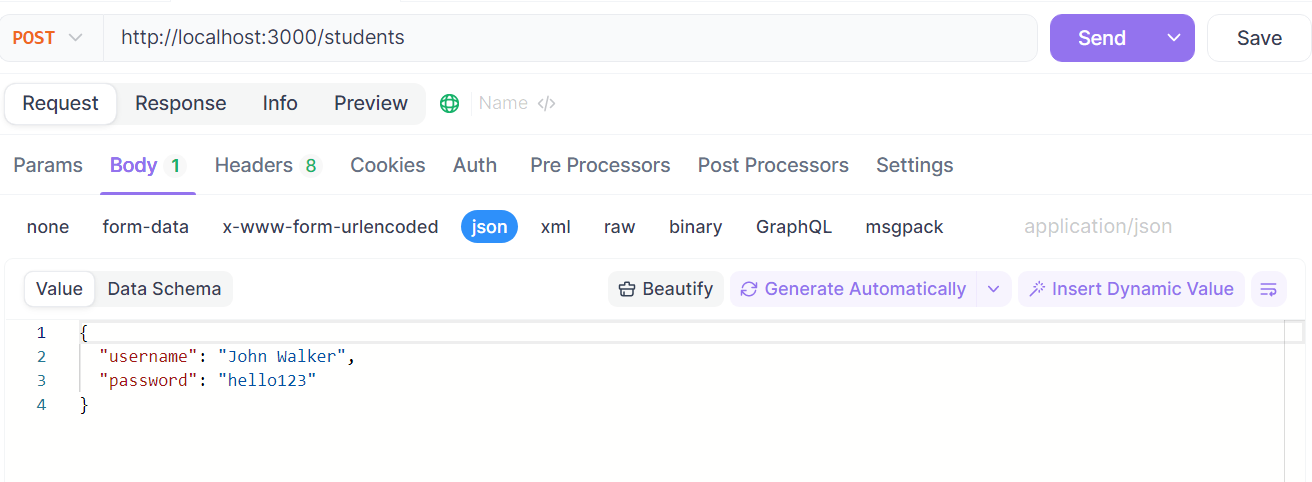 POST http://localhost:3000/students Send Save
Request Response Info Preview Name </>
Params Body 1 Headers 8 Cookies Auth Pre Processors Post Processors Settings
none form-data x-www-form-urlencoded json xml raw binary GraphQL msgpack application/json
Value Data Schema Beautify Generate Automatically Insert Dynamic Value
1 {
2 "username": "John Walker",
3 "password": "hello123"
4 }